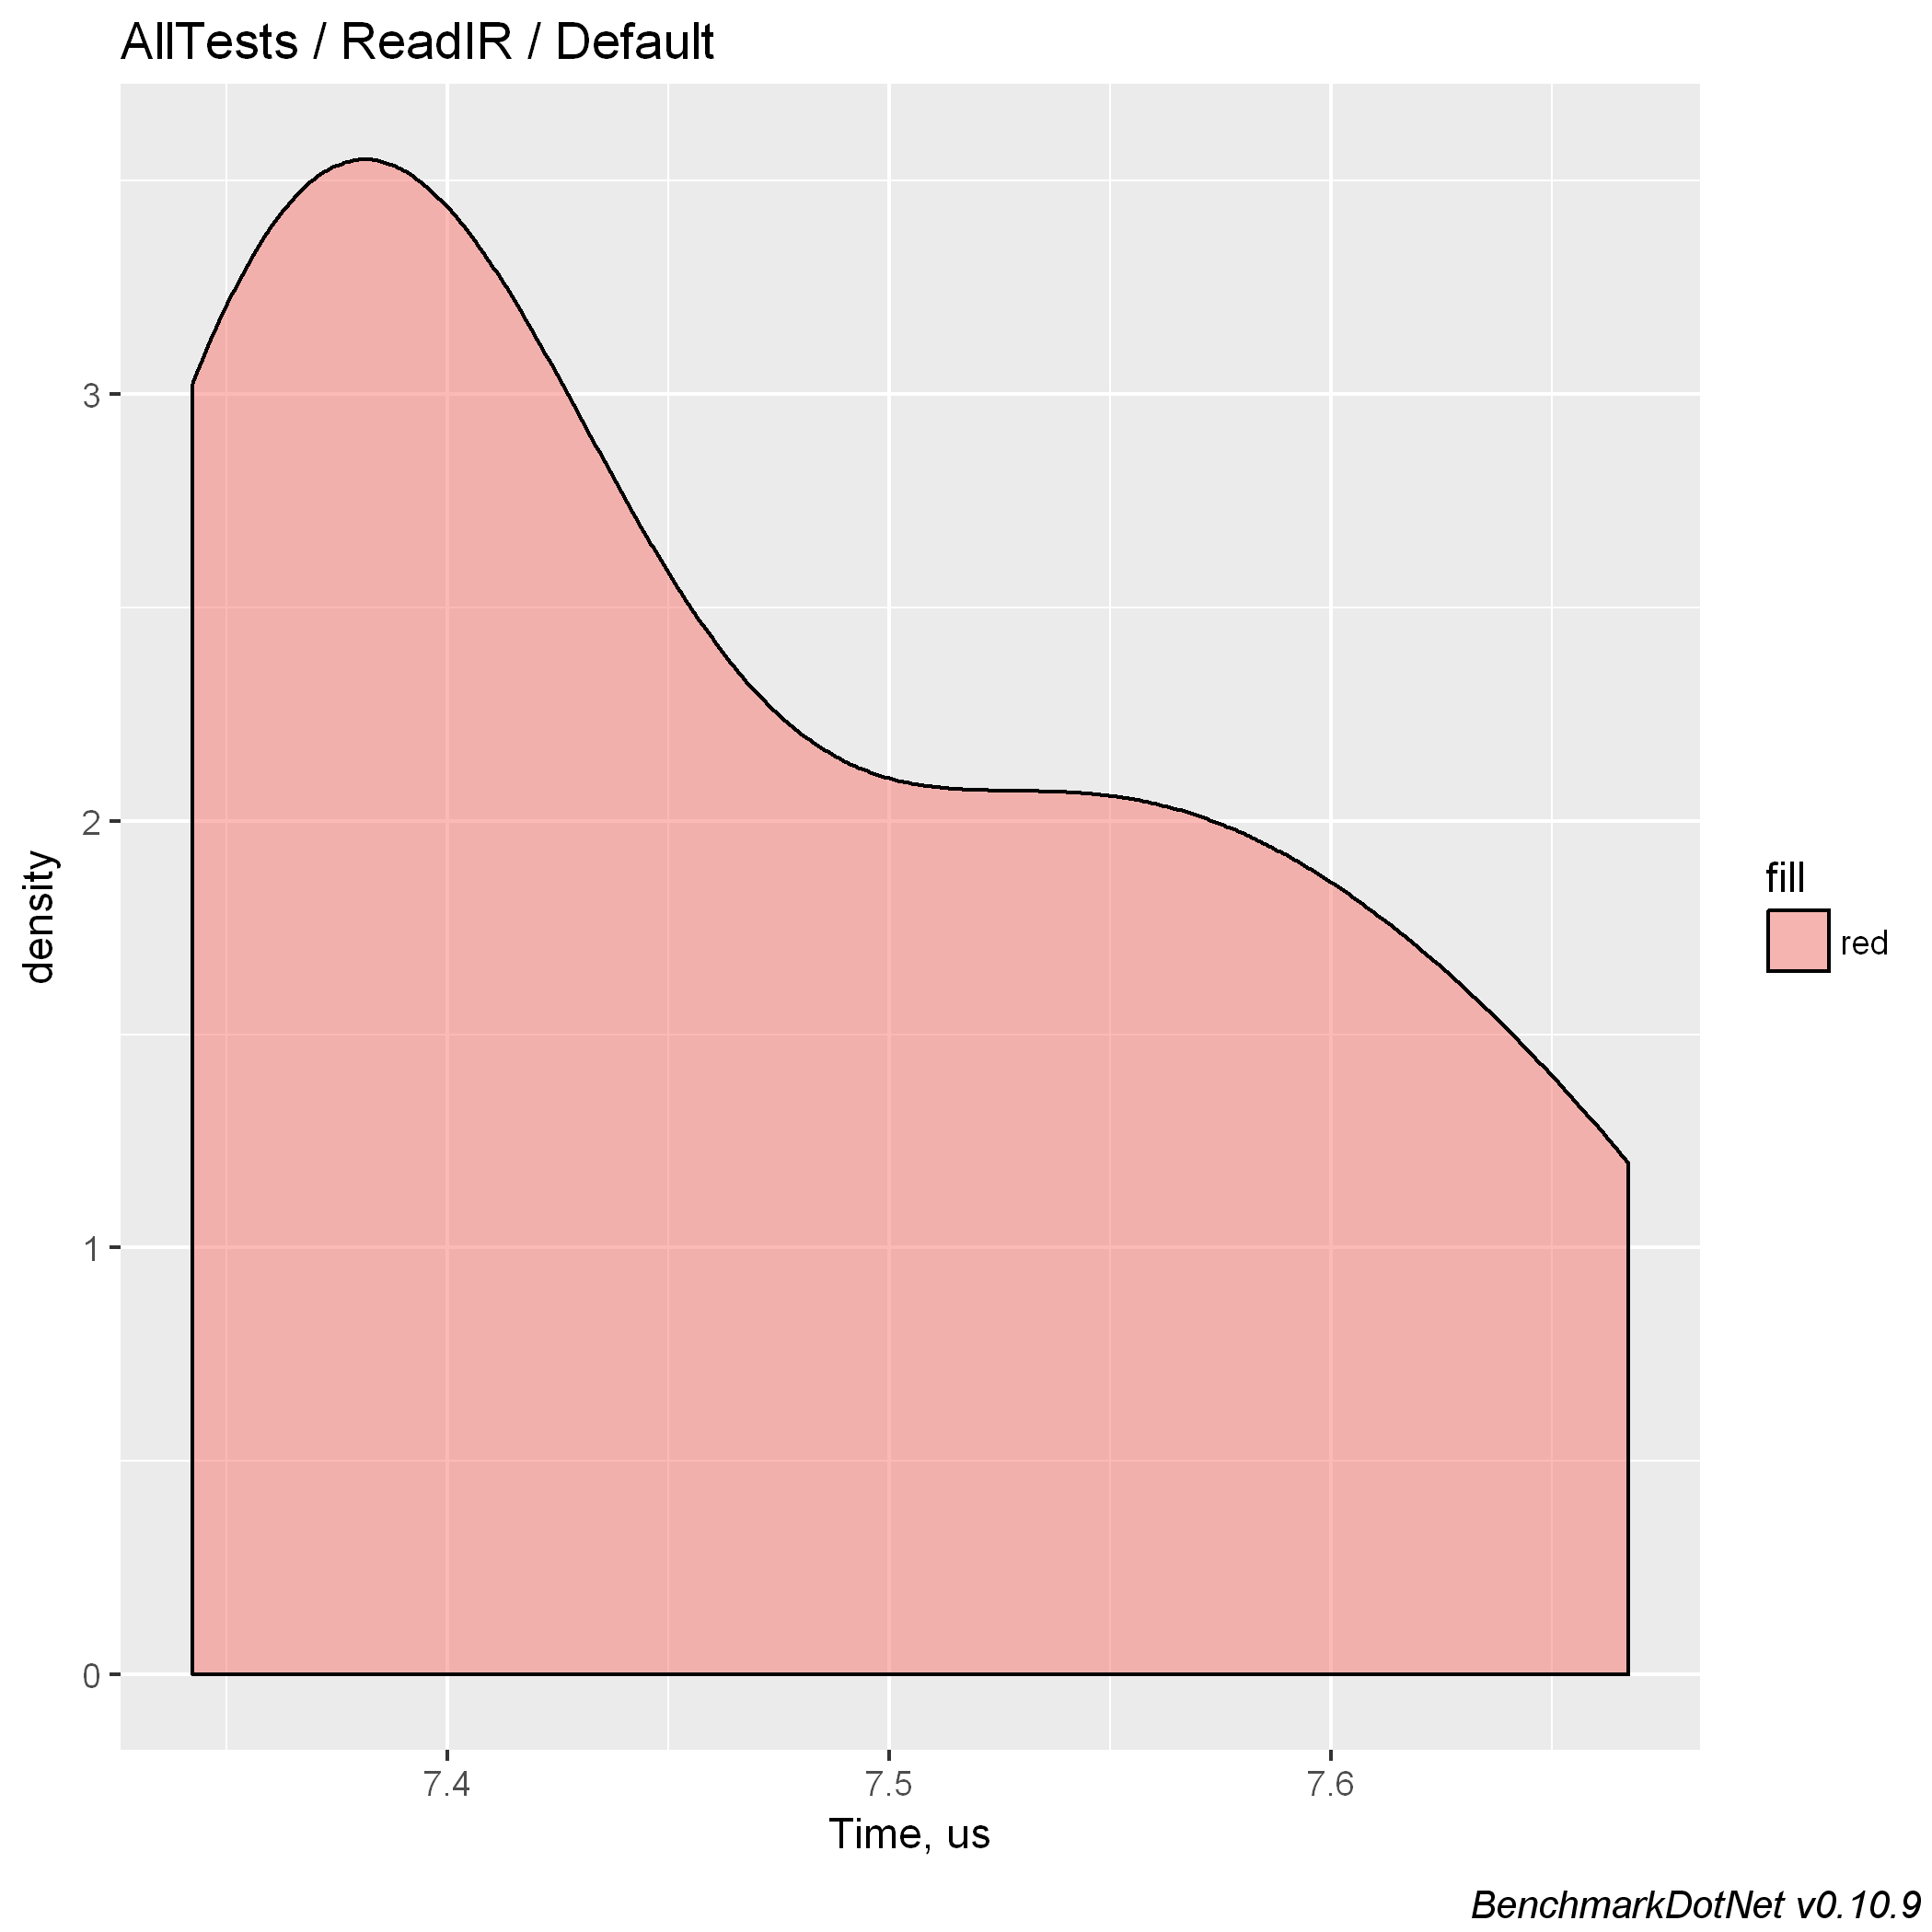 AllTests / ReadIR / Default
3
2
1
0
density
7.4 7.5 7.6
Time, us
fill
red
BenchmarkDotNet v0.10.9